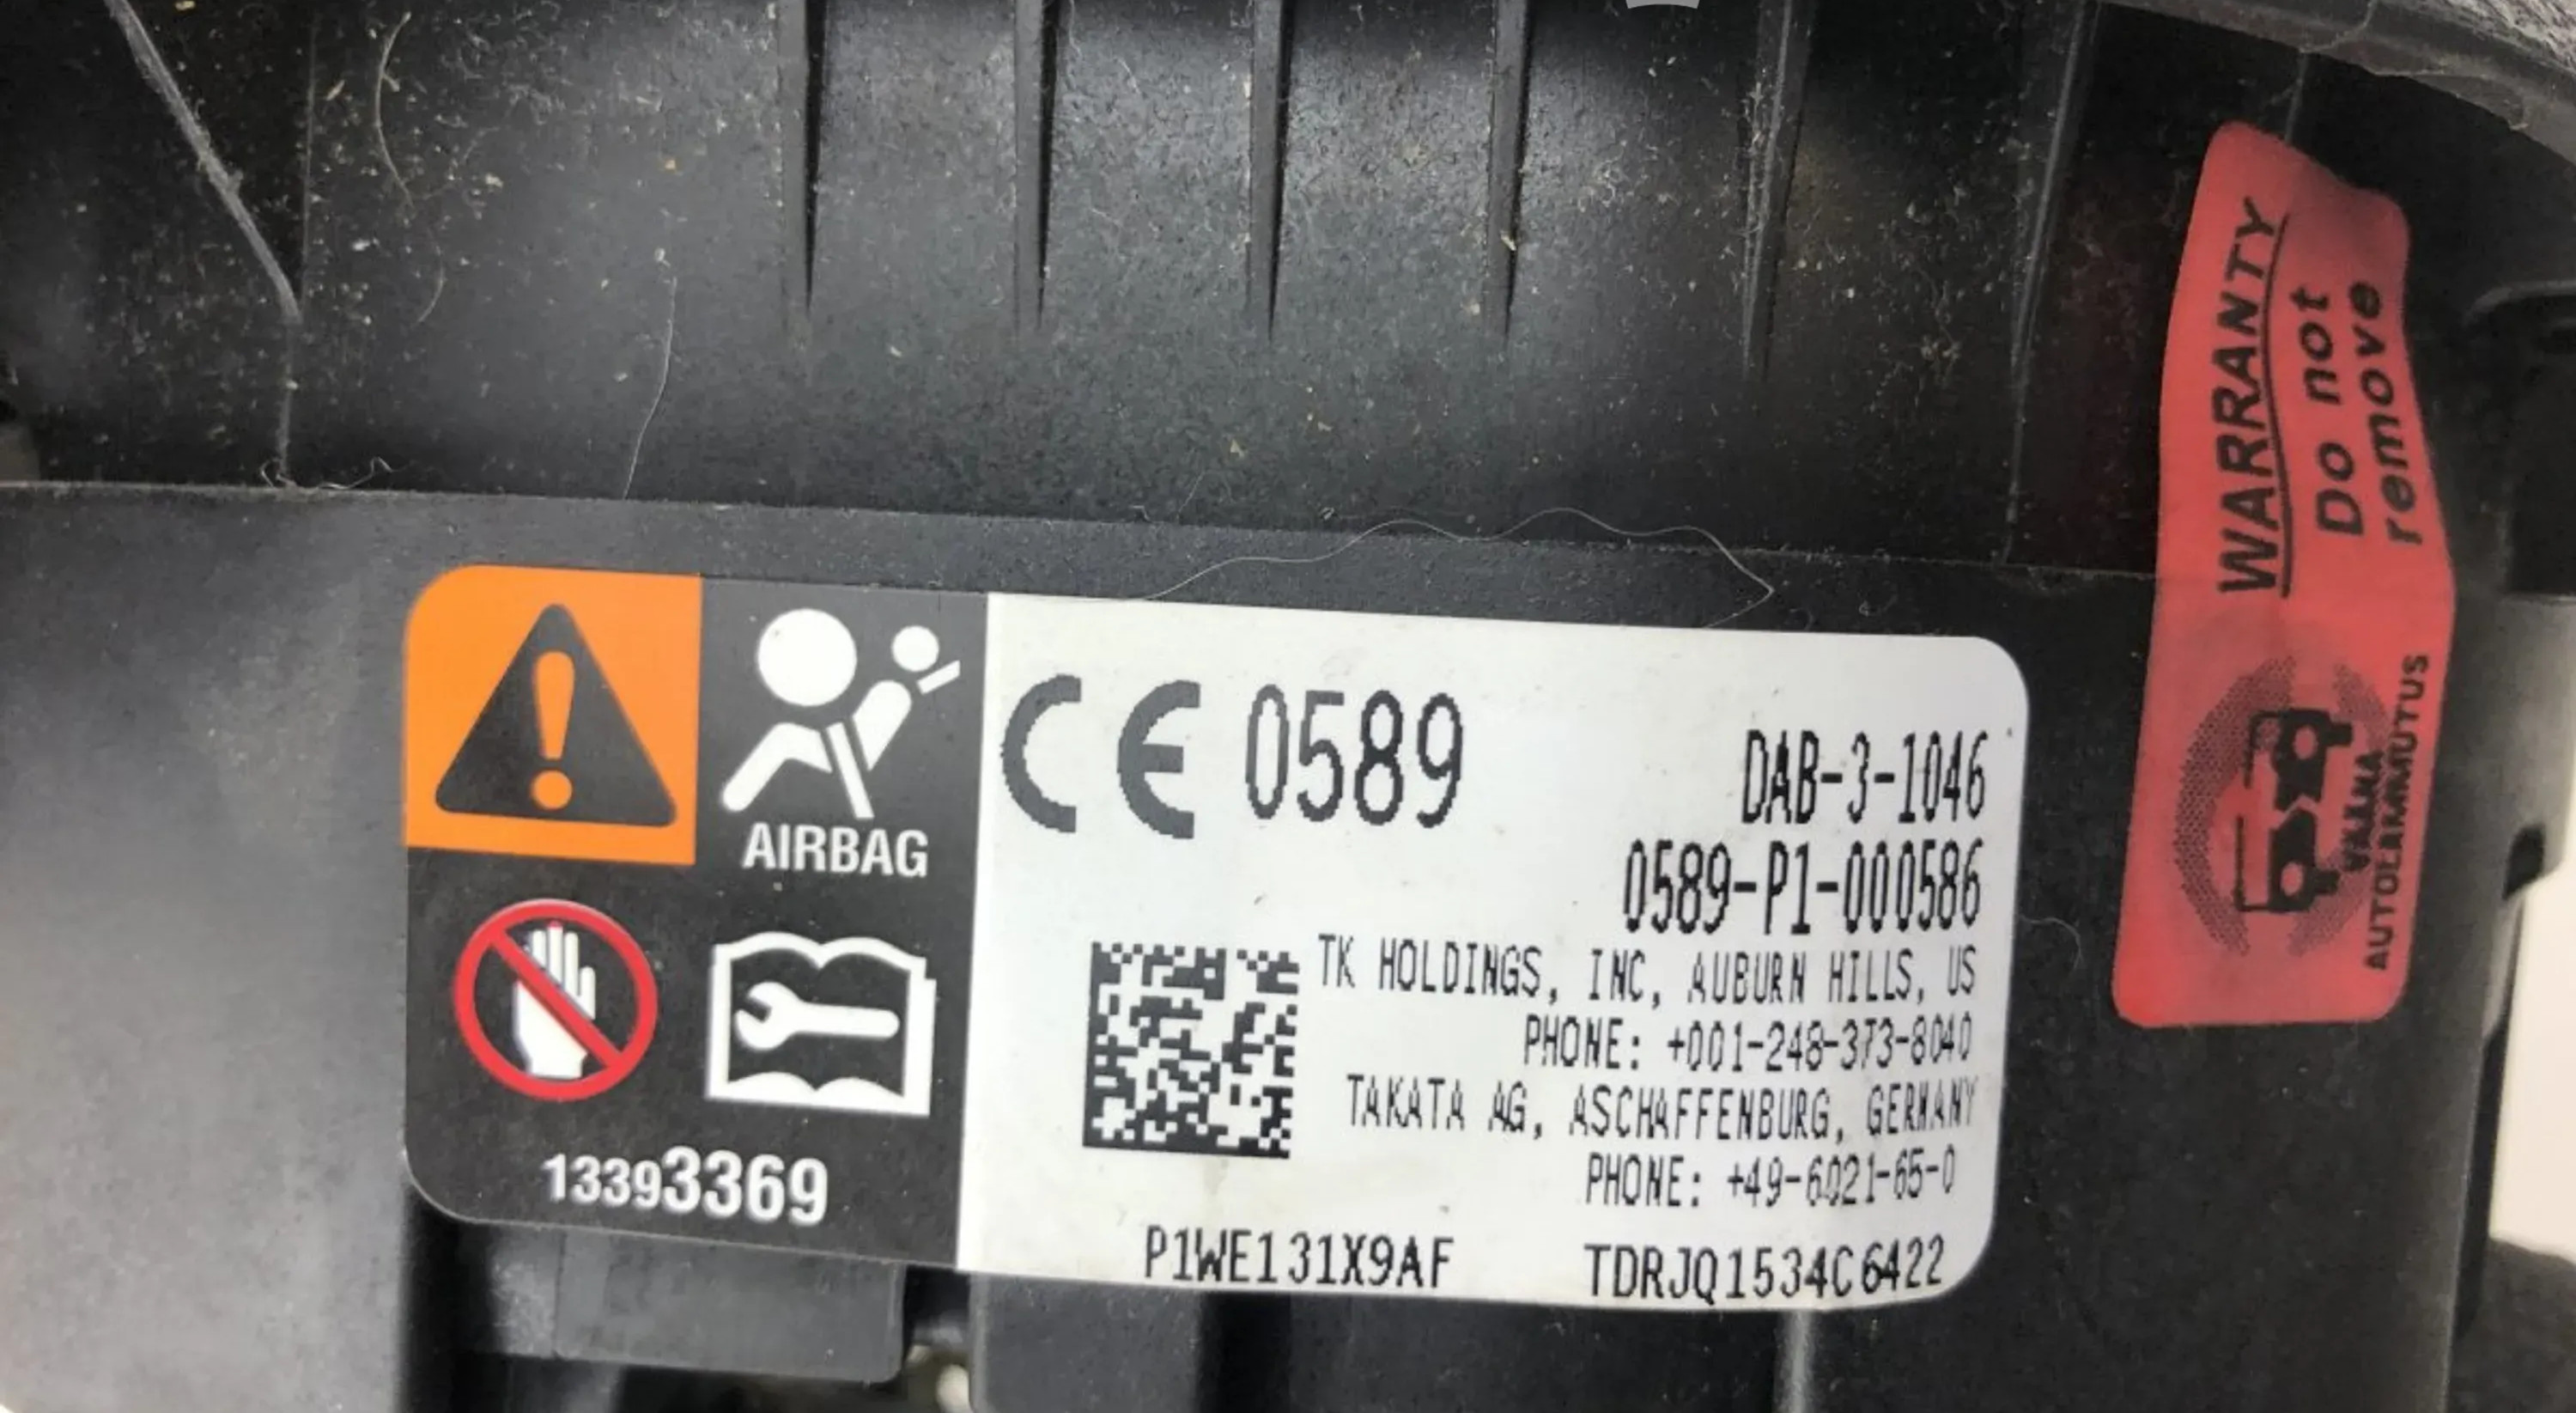 WARRANTY
Do not
remove
AUTOLAMMUTUS
AIRBAG
13393369
CE 0589
DAB-3-1046
0589-P1-000586
TK HOLDINGS, INC, AUBURN HILLS, US
PHONE: +001-248-373-8040
TAKATA AG, ASCHAFFENBURG, GERMANY
PHONE: +49-6021-65-0
P1WE131X9AF TDRJQ1534C6422